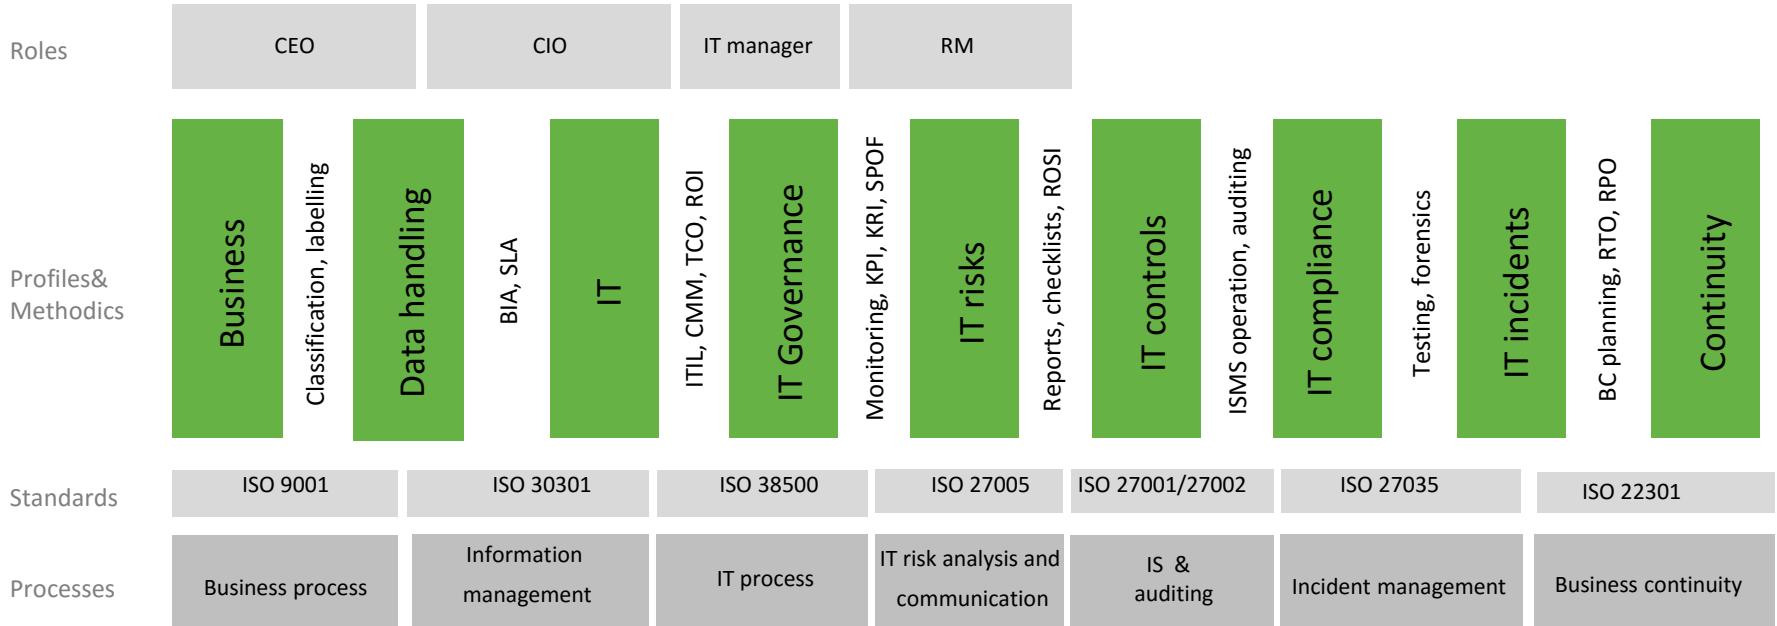 Roles
CEO
CIO
IT manager
RM
Profiles&
Methodics
Business
Classification, labelling
Data handling
BIA, SLA
IT
ITIL, CMM, TCO, ROI
IT Governance
Monitoring, KPI, KRI, SPOF
IT risks
Reports, checklists, ROSI
IT controls
ISMS operation, auditing
IT compliance
Testing, forensics
IT incidents
BC planning, RTO, RPO
Continuity
Standards
ISO 9001
ISO 30301
ISO 38500
ISO 27005
ISO 27001/27002
ISO 27035
ISO 22301
Processes
Business process
Information
management
IT process
IT risk analysis and
communication
IS &
auditing
Incident management
Business continuity